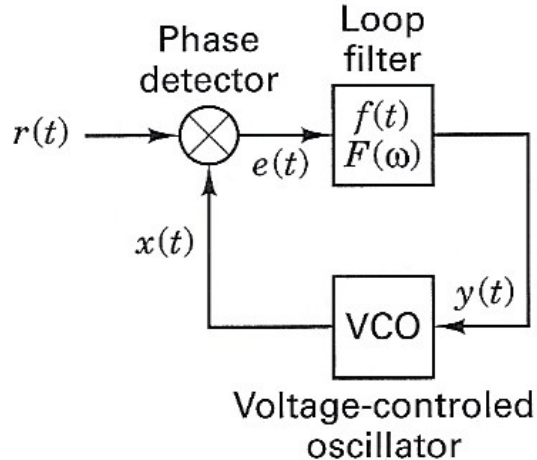 Phase
detector
Loop
filter
r(t)
e(t)
f(t)
F(ω)
x(t)
y(t)
VCO
Voltage-controled
oscillator